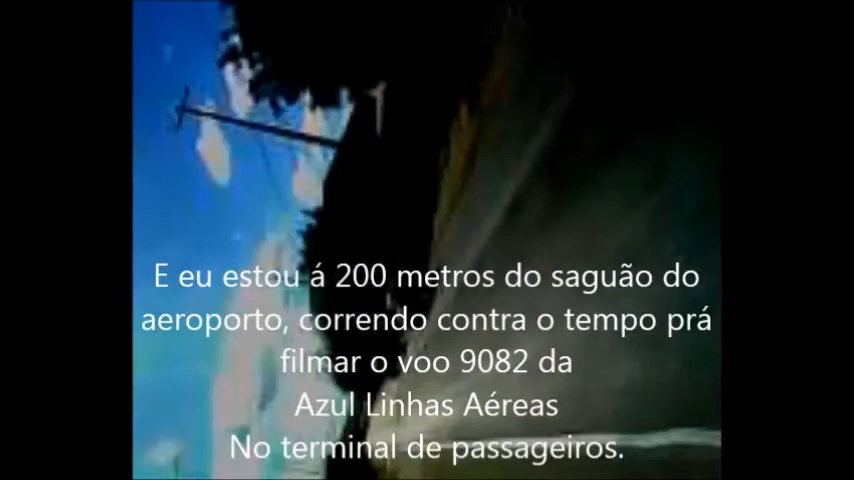 E eu estou á 200 metros do saguão do
aeroporto, correndo contra o tempo prá
filmar o voo 9082 da
Azul Linhas Aéreas
No terminal de passageiros.